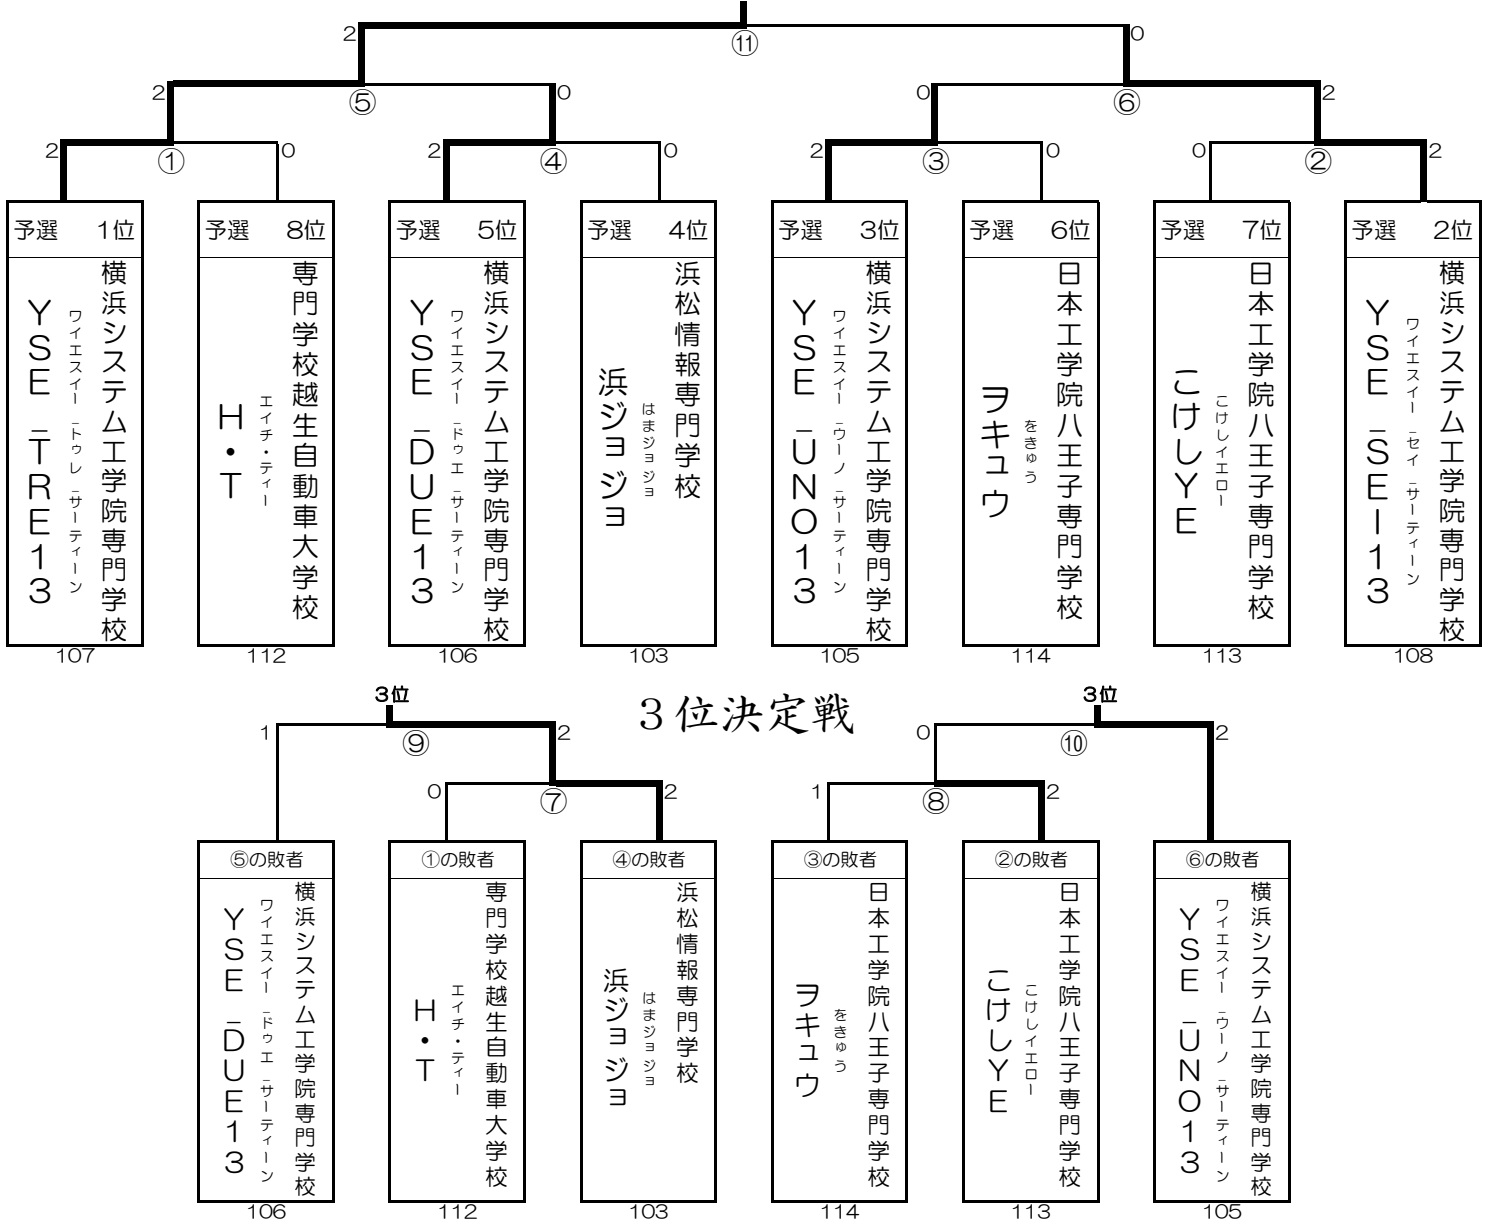 2 ⑪ 0
2 ⑤ 0 0 ⑥ 2
2 ① 0 2 ④ 0 2 ③ 0 0 ② 2
予選 1位
横浜システム工学院専門学校
ワイエスイー _トゥレ _サーティーン
YSE _TRE13
107
予選 8位
専門学校越生自動車大学校
エイチ・ティー
H・T
112
予選 5位
横浜システム工学院専門学校
ワイエスイー _ドゥエ _サーティーン
YSE _DUE13
106
予選 4位
浜松情報専門学校
はまジョジョ
浜ジョジョ
103
予選 3位
横浜システム工学院専門学校
ワイエスイー _ウーノ _サーティーン
YSE _UNO13
105
予選 6位
日本工学院八王子専門学校
をきゅう
ヲキュウ
114
予選 7位
日本工学院八王子専門学校
こけしイエロー
こけしYE
113
予選 2位
横浜システム工学院専門学校
ワイエスイー _セイ _サーティーン
YSE _SEI13
108
3位決定戦
3位 3位
1 ⑨ 2 0 ⑩ 2
0 ⑦ 2 1 ⑧ 2
⑤の敗者
横浜システム工学院専門学校
ワイエスイー _ドゥエ _サーティーン
YSE _DUE13
106
①の敗者
専門学校越生自動車大学校
エイチ・ティー
H・T
112
④の敗者
浜松情報専門学校
はまジョジョ
浜ジョジョ
103
③の敗者
日本工学院八王子専門学校
をきゅう
ヲキュウ
114
②の敗者
日本工学院八王子専門学校
こけしイエロー
こけしYE
113
⑥の敗者
横浜システム工学院専門学校
ワイエスイー _ウーノ _サーティーン
YSE _UNO13
105